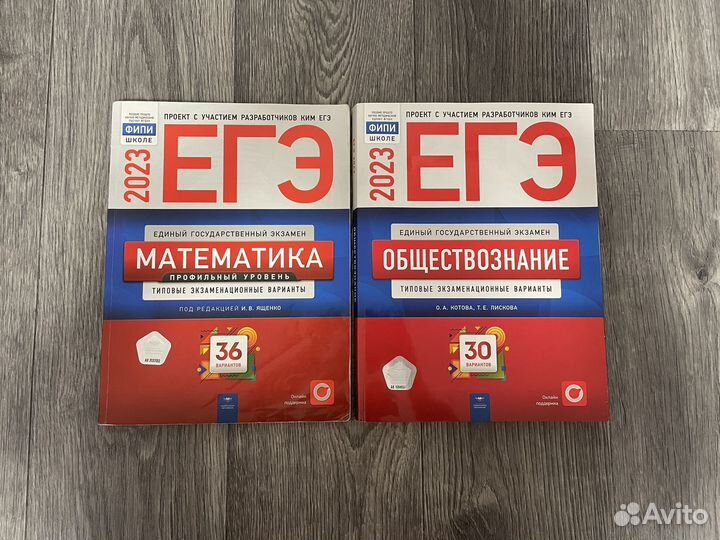 ПРОЕКТ С УЧАСТИЕМ РАЗРАБОТЧИКОВ КИМ ЕГЭ
ФИПИ
ШКОЛЕ
2023
ЕГЭ
ЕДИНЫЙ ГОСУДАРСТВЕННЫЙ ЭКЗАМЕН
МАТЕМАТИКА
ПРОФИЛЬНЫЙ УРОВЕНЬ
ТИПОВЫЕ ЭКЗАМЕНАЦИОННЫЕ ВАРИАНТЫ
ПОД РЕДАКЦИЕЙ И. В. ЯЩЕНКО
36
ВАРИАНТОВ
Онлайн
поддержка
ПРОЕКТ С УЧАСТИЕМ РАЗРАБОТЧИКОВ КИМ ЕГЭ
ФИПИ
ШКОЛЕ
2023
ЕГЭ
ЕДИНЫЙ ГОСУДАРСТВЕННЫЙ ЭКЗАМЕН
ОБЩЕСТВОЗНАНИЕ
ТИПОВЫЕ ЭКЗАМЕНАЦИОННЫЕ ВАРИАНТЫ
О. А. КОТОВА, Т. Е. ЛИСКОВА
30
ВАРИАНТОВ
Онлайн
поддержка
Avito